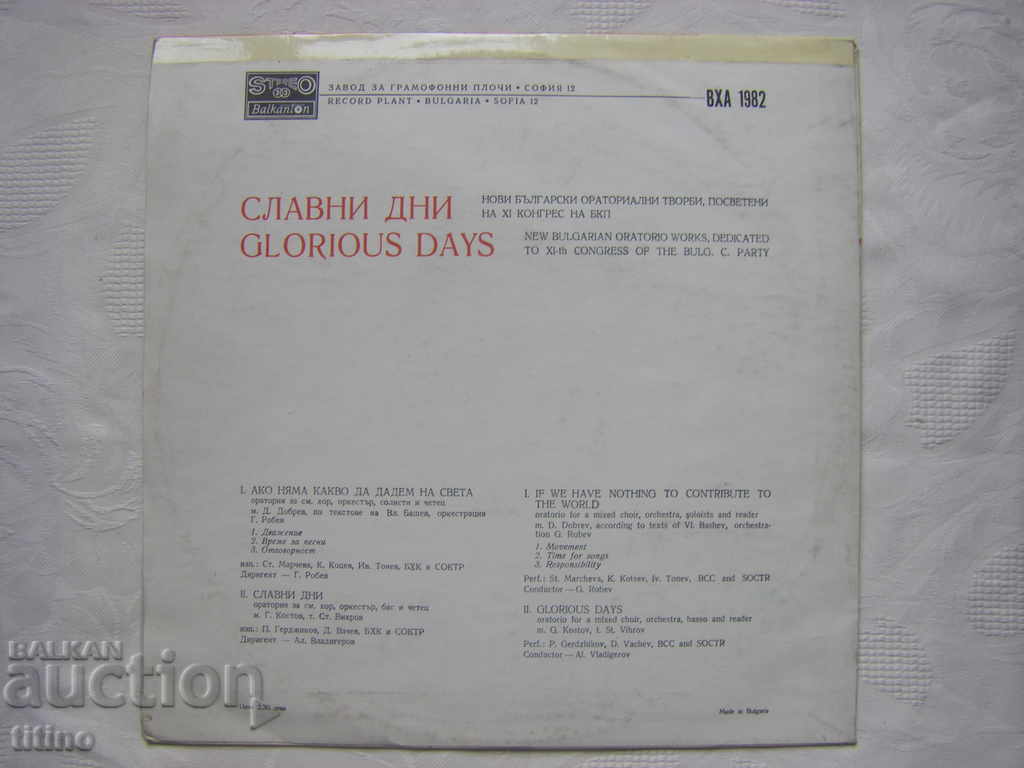 STEREO
33
Balkanton
ЗАВОД ЗА ГРАМОФОННИ ПЛОЧИ • СОФИЯ 12
RECORD PLANT • BULGARIA • SOFIA 12
ВХА 1982
СЛАВНИ ДНИ
НОВИ БЪЛГАРСКИ ОРАТОРИАЛНИ ТВОРБИ, ПОСВЕТЕНИ
НА XI КОНГРЕС НА БКП
GLORIOUS DAYS
NEW BULGARIAN ORATORIO WORKS, DEDICATED
TO XI-th CONGRESS OF THE BULG. C. PARTY
I. АКО НЯМА КАКВО ДА ДАДЕМ НА СВЕТА
оратория за см. хор, оркестър, солисти и четец
м. Д. Добрев, по текстове на Вл. Башев, оркестрация
Г. Робев
1. Движения
2. Време за песни
3. Отговорност
изп.: Ст. Марчева, К. Коцев, Ив. Тонев, БХК и СОКТР
Диригент — Г. Робев
II. СЛАВНИ ДНИ
оратория за см. хор, оркестър, бас и четец
м. Г. Костов, т. Ст. Вихров
изп.: П. Герджиков, Д. Вачев, БХК и СОКТР
Диригент — Ал. Владигеров
I. IF WE HAVE NOTHING TO CONTRIBUTE TO
THE WORLD
oratorio for a mixed choir, orchestra, soloists and reader
m. D. Dobrev, according to texts of Vl. Bashev, orchestra-
tion G. Robev
1. Movement
2. Time for songs
3. Responsibility
Perf.: St. Marcheva, K. Kotsev, Iv. Tonev, BCC and SOCTR
Conductor—G. Robev
II. GLORIOUS DAYS
oratorio for a mixed choir, orchestra, basso and reader
m. G. Kostov, t. St. Vihrov
Perf.: P. Gerdzhikov, D. Vachev, BCC and SOCTR
Conductor—Al. Vladigerov
Made in Bulgaria
BALKAN
auction
titino